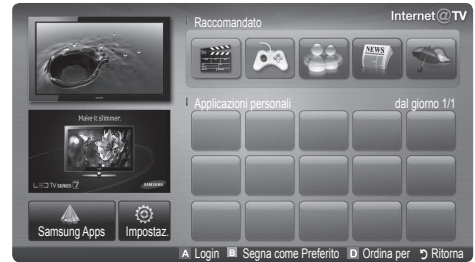 Internet@TV
Raccomandato
NEWS
Applicazioni personali dal giorno 1/1
Make it slimmer.
LED TV SERIES 7 SAMSUNG
Samsung Apps Impostaz.
A Login B Segna come Preferito D Ordina per Ritorna